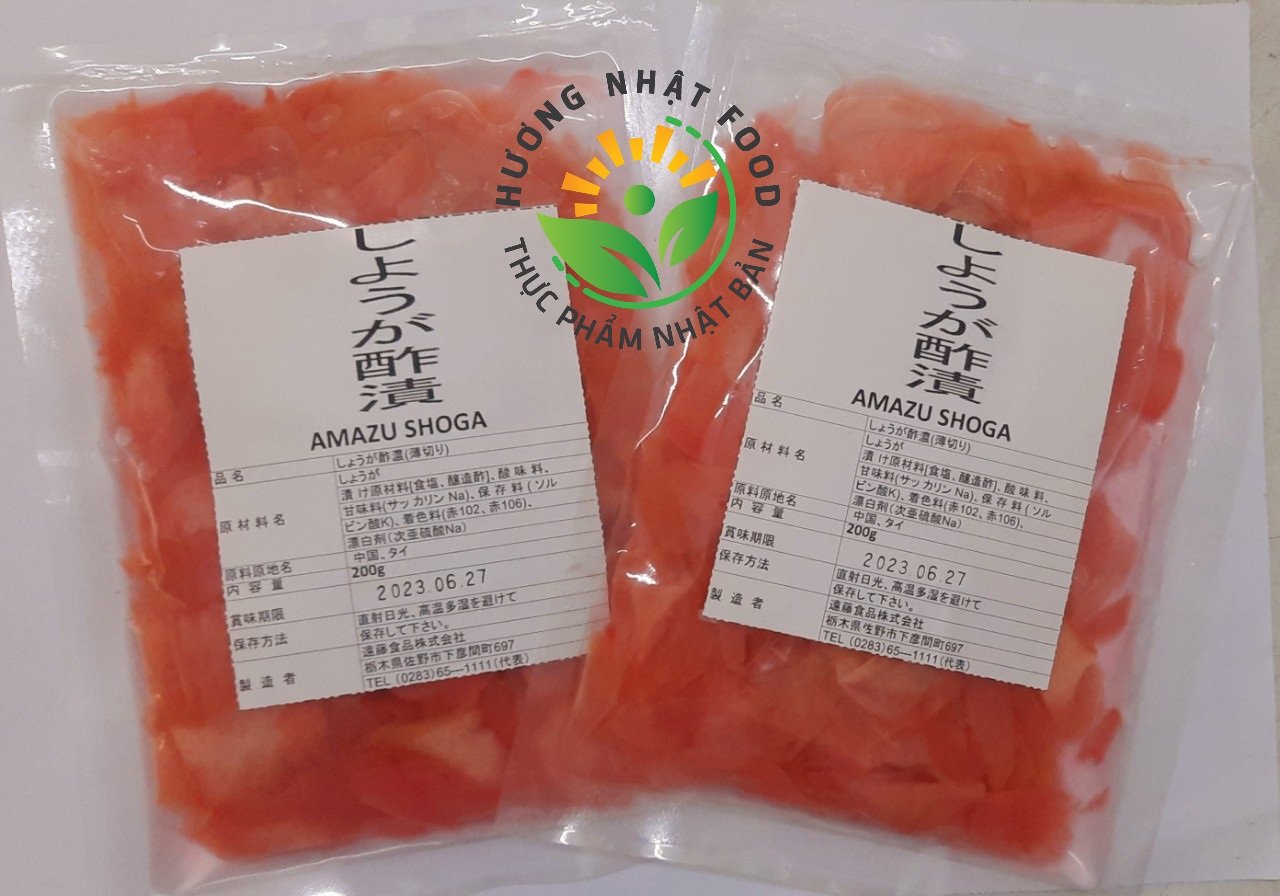 HƯƠNG NHẬT FOOD
THỰC PHẨM NHẬT BẢN
しょうが酢漬
AMAZU SHOGA
品名 しょうが酢濃(薄切り)
原材料名 しょうが
漬け原材料[食塩、醸造酢]、酸味料、
甘味料(サッカリンNa)、保存料(ソル
ビン酸K)、着色料(赤102、赤106)、
漂白剤(次亜硫酸Na)
原料原地名 中国、タイ
内容量 200g
賞味期限 2023.06.27
保存方法 直射日光、高温多湿を避けて
保存して下さい。
製造者 遠藤食品株式会社
栃木県佐野市下彦間町697
TEL (0283)65—1111(代表)
しょうが酢漬
AMAZU SHOGA
品名 しょうが酢濃(薄切り)
原材料名 しょうが
漬け原材料[食塩、醸造酢]、酸味料、
甘味料(サッカリンNa)、保存料(ソル
ビン酸K)、着色料(赤102、赤106)、
漂白剤(次亜硫酸Na)
原料原地名 中国、タイ
内容量 200g
賞味期限 2023.06.27
保存方法 直射日光、高温多湿を避けて
保存して下さい。
製造者 遠藤食品株式会社
栃木県佐野市下彦間町697
TEL (0283)65—1111(代表)